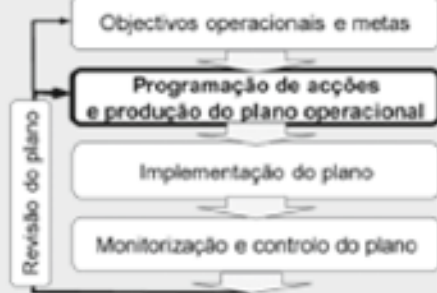 Objectivos operacionais e metas
Programação de acções
e produção do plano operacional
Implementação do plano
Monitorização e controlo do plano
Revisão do plano